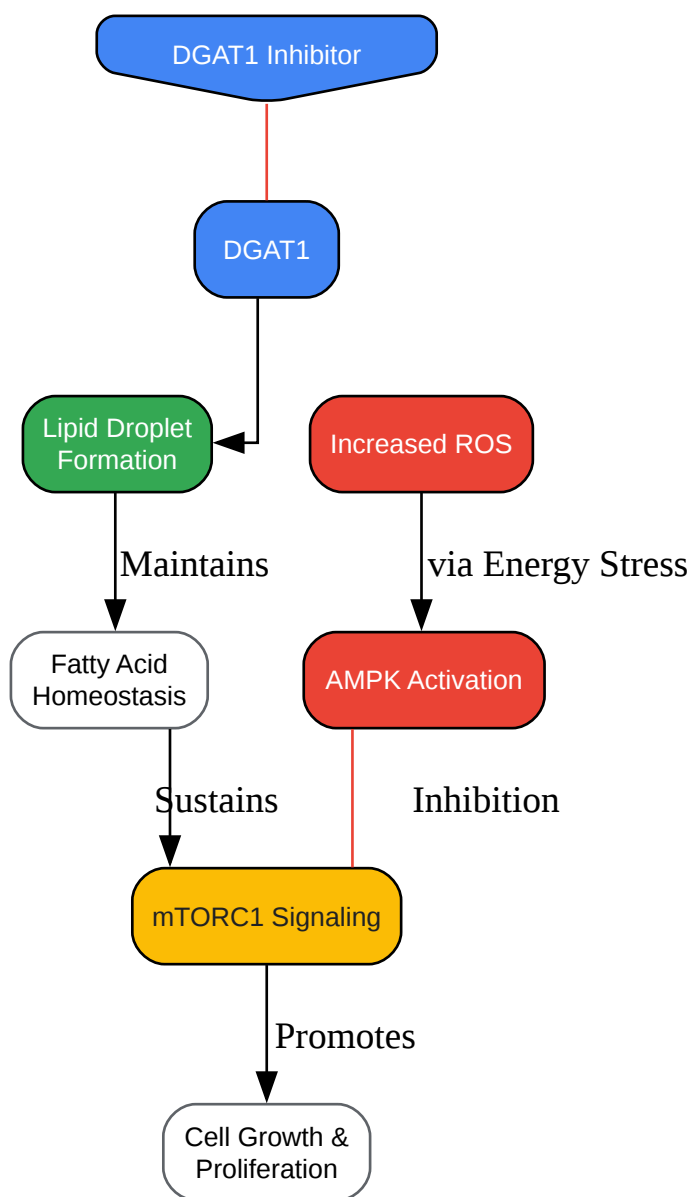 DGAT1 Inhibitor
DGAT1
Lipid Droplet
Formation
Increased ROS
Maintains
via Energy Stress
Fatty Acid
Homeostasis
AMPK Activation
Sustains
Inhibition
mTORC1 Signaling
Promotes
Cell Growth &
Proliferation